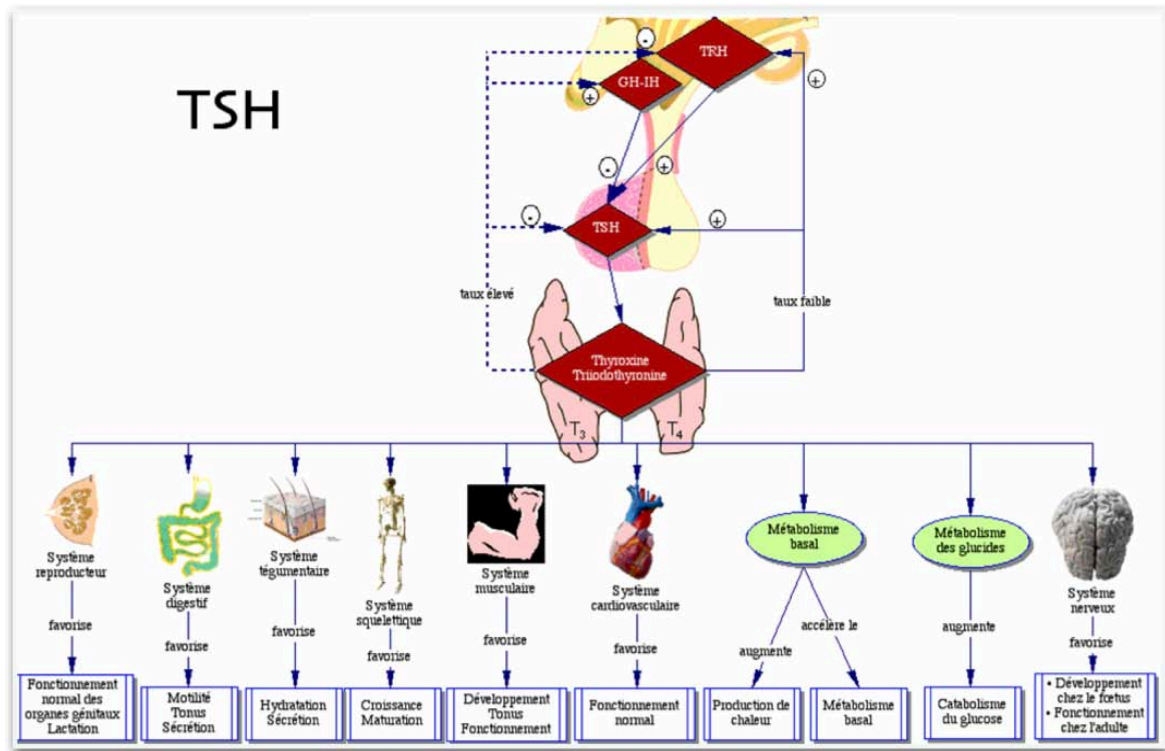 TSH
-
TRH
GH-IH
+
+
-
+
-
+
TSH
taux élevé
taux faible
Thyroxine
Triiodothyronine
T3
T4
Système
reproducteur
favorise
Fonctionnement
normal des
organes génitaux
Lactation
Système
digestif
favorise
Motilité
Tonus
Sécrétion
Système
tégumentaire
favorise
Hydratation
Sécrétion
Système
squelettique
favorise
Croissance
Maturation
Système
musculaire
favorise
Développement
Tonus
Fonctionnement
Système
cardiovasculaire
favorise
Fonctionnement
normal
Métabolisme
basal
augmente
Production de
chaleur
accélère le
Métabolisme
basal
Métabolisme
des glucides
augmente
Catabolisme
du glucose
Système
nerveux
favorise
• Développement
chez le fœtus
• Fonctionnement
chez l'adulte